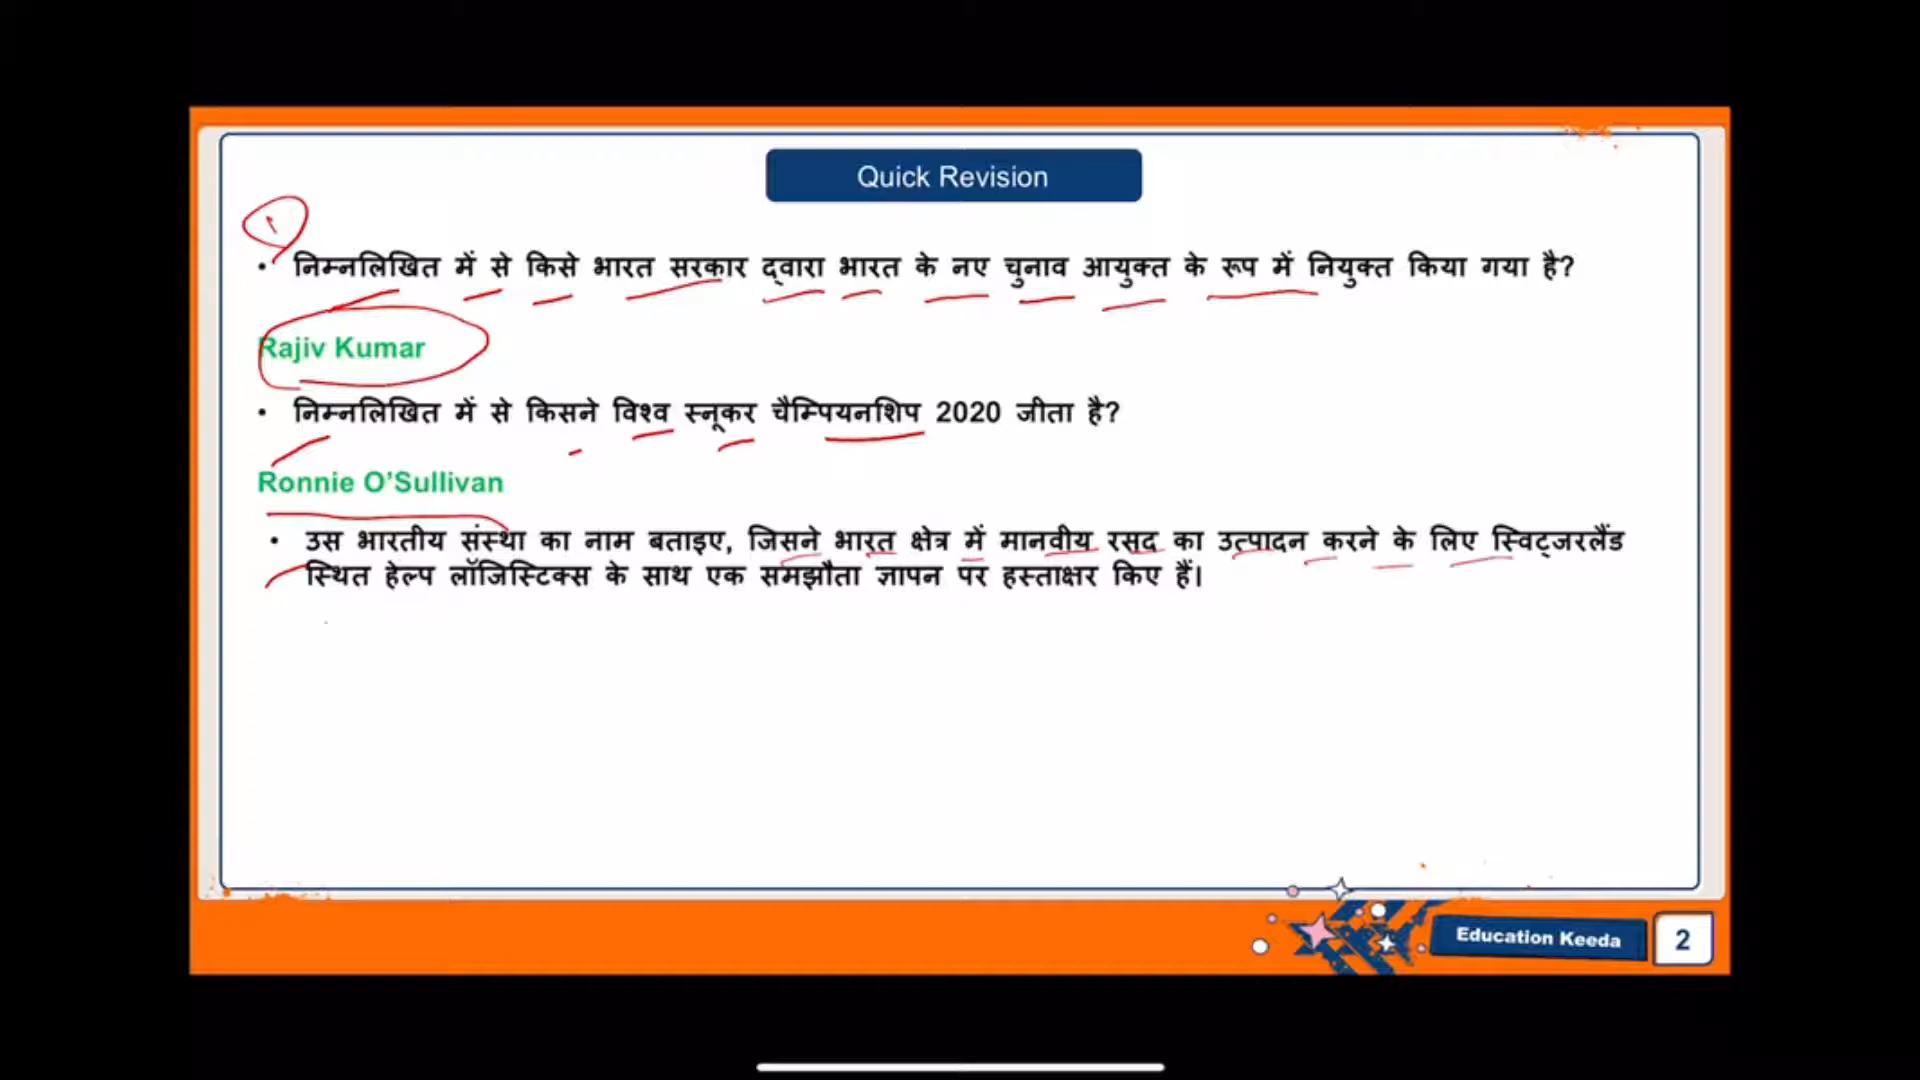 Quick Revision
• निम्नलिखित में से किसे भारत सरकार द्वारा भारत के नए चुनाव आयुक्त के रूप में नियुक्त किया गया है?
Rajiv Kumar
• निम्नलिखित में से किसने विश्व स्नूकर चैम्पियनशिप 2020 जीता है?
Ronnie O’Sullivan
• उस भारतीय संस्था का नाम बताइए, जिसने भारत क्षेत्र में मानवीय रसद का उत्पादन करने के लिए स्विट्जरलैंड
स्थित हेल्प लॉजिस्टिक्स के साथ एक समझौता ज्ञापन पर हस्ताक्षर किए हैं।
Education Keeda
2